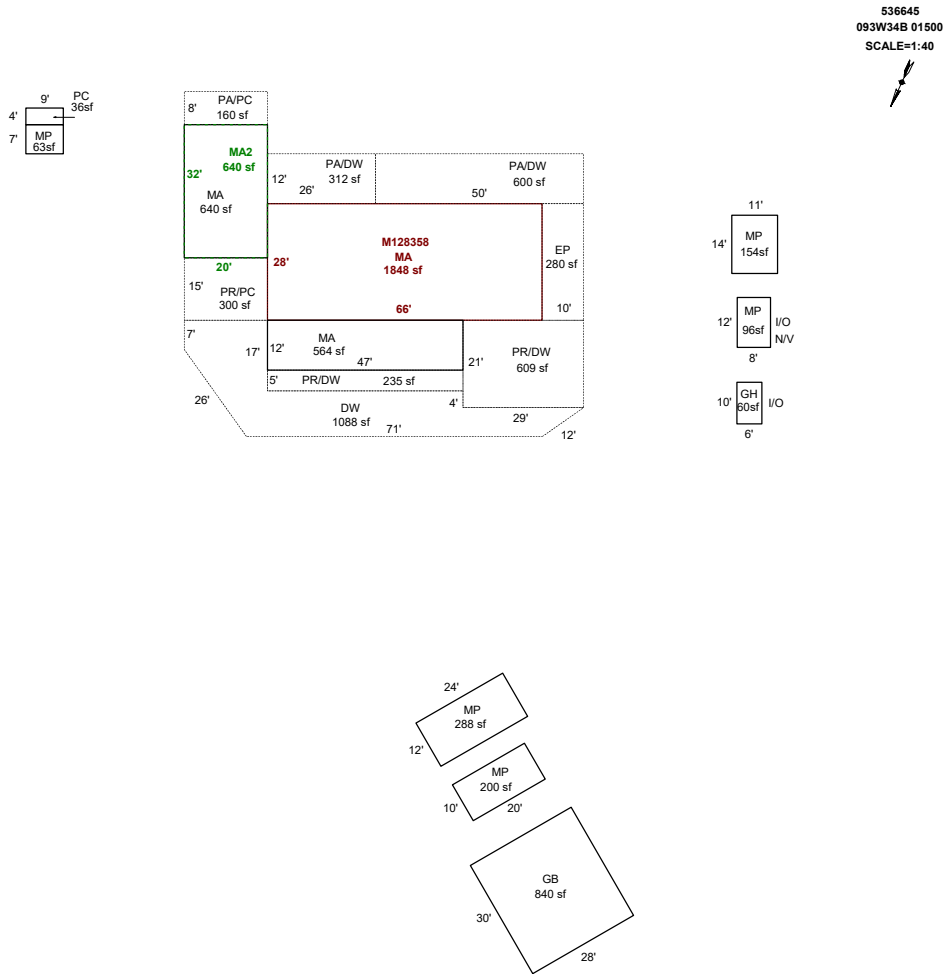 536645
093W34B 01500
SCALE=1:40
9'
PC
36sf
4'
7'
MP
63sf
8'
PA/PC
160 sf
MA2
640 sf
32'
MA
640 sf
20'
12'
26'
PA/DW
312 sf
PA/DW
600 sf
50'
M128358
MA
1848 sf
28'
66'
EP
280 sf
10'
15'
PR/PC
300 sf
7'
17'
12'
MA
564 sf
47'
21'
PR/DW
609 sf
5'
PR/DW
235 sf
26'
4'
DW
1088 sf
71'
29'
12'
11'
14'
MP
154sf
12'
MP
96sf
I/O
N/V
8'
10'
GH
60sf
I/O
6'
24'
MP
288 sf
12'
MP
200 sf
10'
20'
GB
840 sf
30'
28'